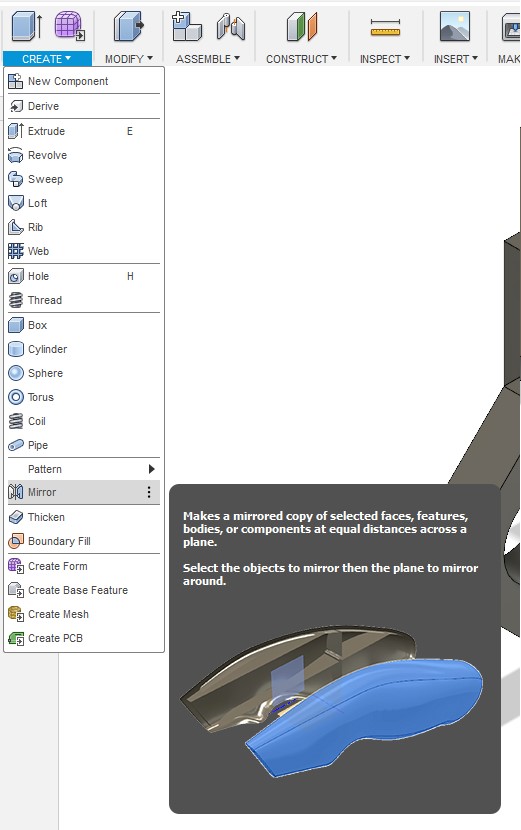 CREATE MODIFY ASSEMBLE CONSTRUCT INSPECT INSERT
New Component
Derive
Extrude E
Revolve
Sweep
Loft
Rib
Web
Hole H
Thread
Box
Cylinder
Sphere
Torus
Coil
Pipe
Pattern
Mirror
Thicken
Boundary Fill
Create Form
Create Base Feature
Create Mesh
Create PCB
Makes a mirrored copy of selected faces, features,
bodies, or components at equal distances across a
plane.
Select the objects to mirror then the plane to mirror
around.